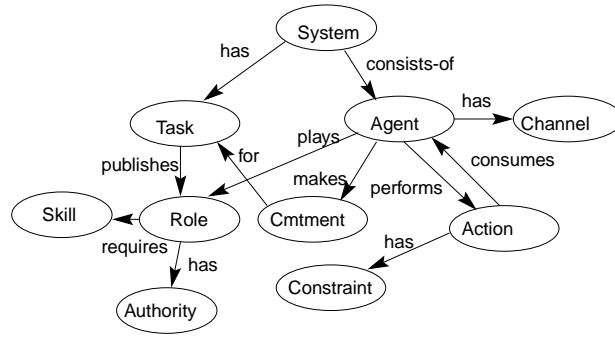 System
has
consists-of
Task
Agent
has
Channel
publishes
for
plays
makes
performs
consumes
Skill
requires
Role
Cmtment
Action
has
has
Authority
Constraint